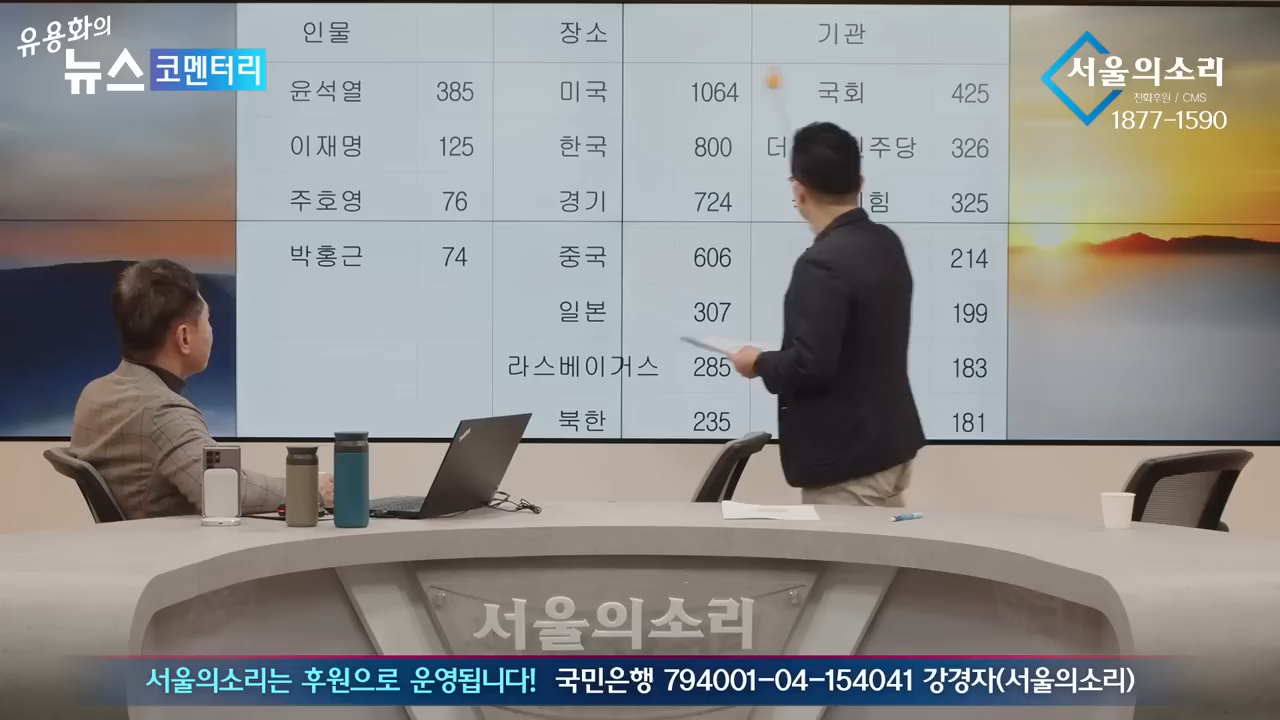 유용화의
뉴스 코멘터리
서울의소리
전화후원 / CMS
1877-1590
인물 장소 기관
윤석열 385 미국 1064 국회 425
이재명 125 한국 800 더 주당 326
주호영 76 경기 724 힘 325
박홍근 74 중국 606 214
일본 307 199
라스베이거스 285 183
북한 235 181
서울의소리
서울의소리는 후원으로 운영됩니다! 국민은행 794001-04-154041 강경자(서울의소리)